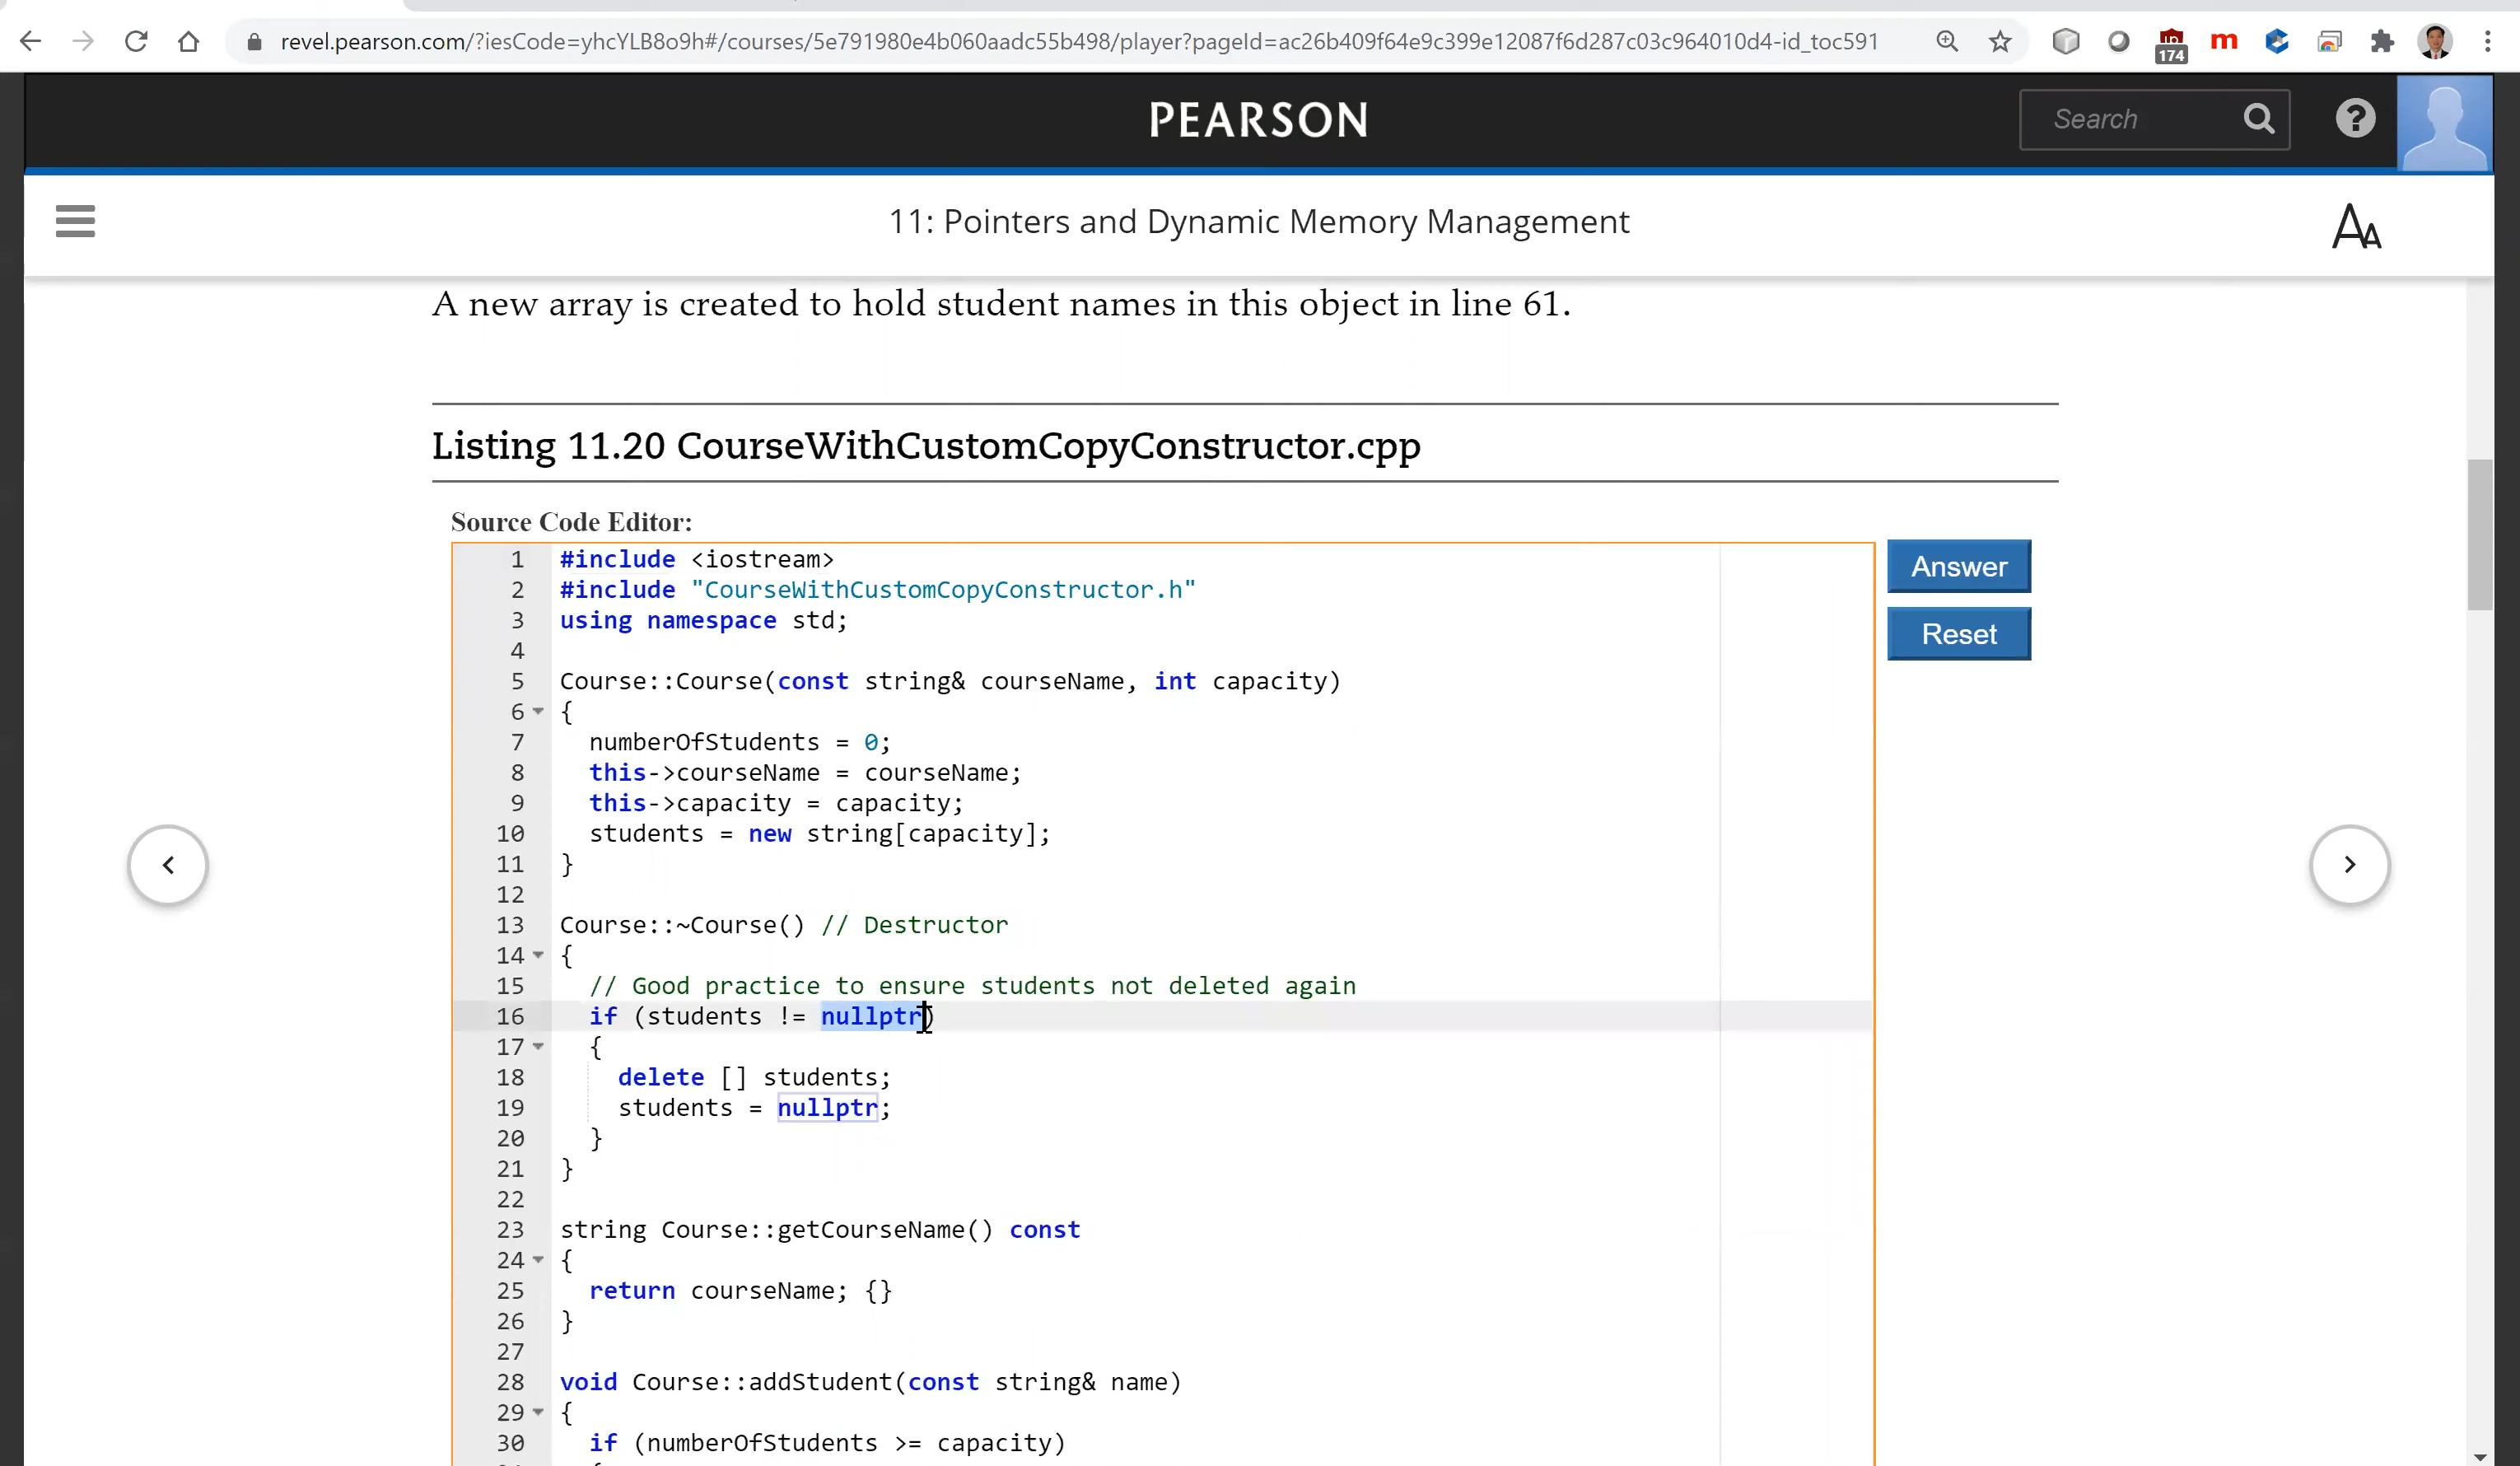 revel.pearson.com/?iesCode=yhcYLB8o9h#/courses/5e791980e4b060aadc55b498/player?pageId=ac26b409f64e9c399e12087f6d287c03c964010d4-id_toc591
174
m
PEARSON
Search
?
11: Pointers and Dynamic Memory Management
AA
A new array is created to hold student names in this object in line 61.
Listing 11.20 CourseWithCustomCopyConstructor.cpp
Source Code Editor:
Answer
Reset
1 #include <iostream>
2 #include "CourseWithCustomCopyConstructor.h"
3 using namespace std;
4
5 Course::Course(const string& courseName, int capacity)
6 {
7 numberOfStudents = 0;
8 this->courseName = courseName;
9 this->capacity = capacity;
10 students = new string[capacity];
11 }
12
13 Course::~Course() // Destructor
14 {
15 // Good practice to ensure students not deleted again
16 if (students != nullptr)
17 {
18 delete [] students;
19 students = nullptr;
20 }
21 }
22
23 string Course::getCourseName() const
24 {
25 return courseName; {}
26 }
27
28 void Course::addStudent(const string& name)
29 {
30 if (numberOfStudents >= capacity)